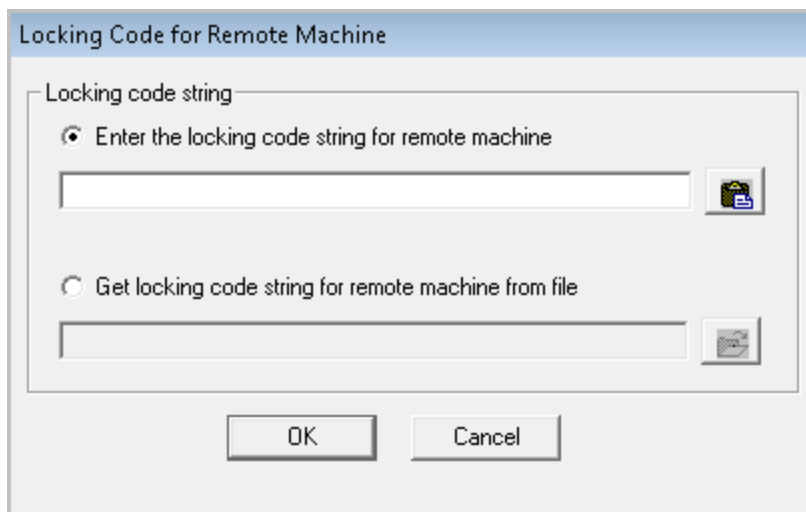 Locking Code for Remote Machine
Locking code string
Enter the locking code string for remote machine
Get locking code string for remote machine from file
OK
Cancel